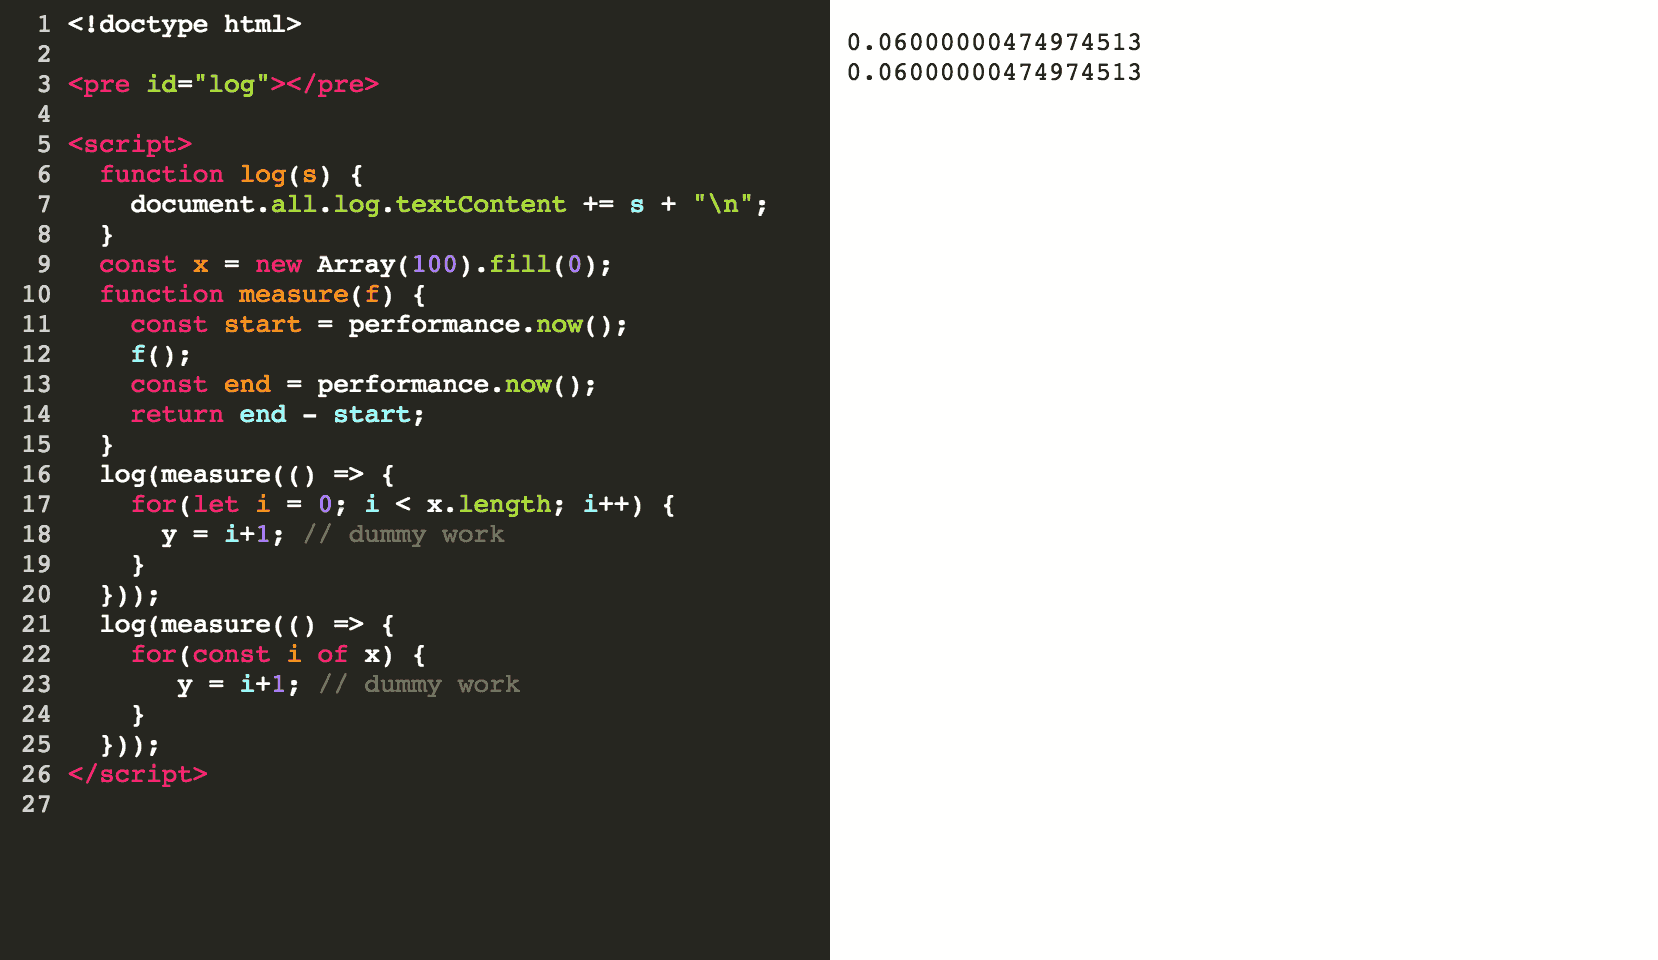 1 <!doctype html>
2
3 <pre id="log"></pre>
4
5 <script>
6   function log(s) {
7     document.all.log.textContent += s + "\n";
8   }
9   const x = new Array(100).fill(0);
10   function measure(f) {
11     const start = performance.now();
12     f();
13     const end = performance.now();
14     return end - start;
15   }
16   log(measure(() => {
17     for(let i = 0; i < x.length; i++) {
18       y = i+1; // dummy work
19     }
20   }));
21   log(measure(() => {
22     for(const i of x) {
23        y = i+1; // dummy work
24     }
25   }));
26 </script>
27
0.06000000474974513
0.06000000474974513